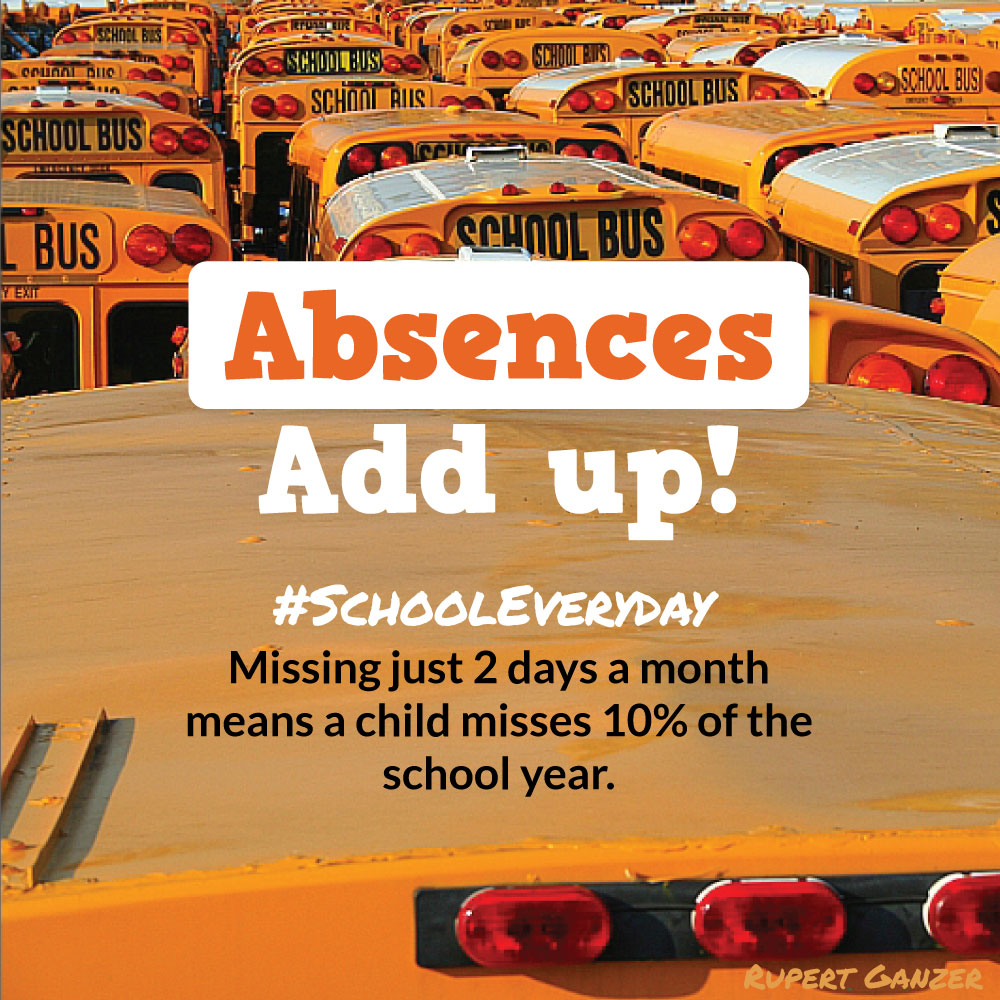 SCHOOL BUS
SCHOOL BUS
SCHOOL BUS
SCHOOL BUS
SCHOOL BUS
SCHOOL BUS
SCHOOL BUS
SCHOOL BUS
L BUS
Y EXIT
Absences
Add up!
#SchoolEveryday
Missing just 2 days a month
means a child misses 10% of the
school year.
Rupert Ganzer